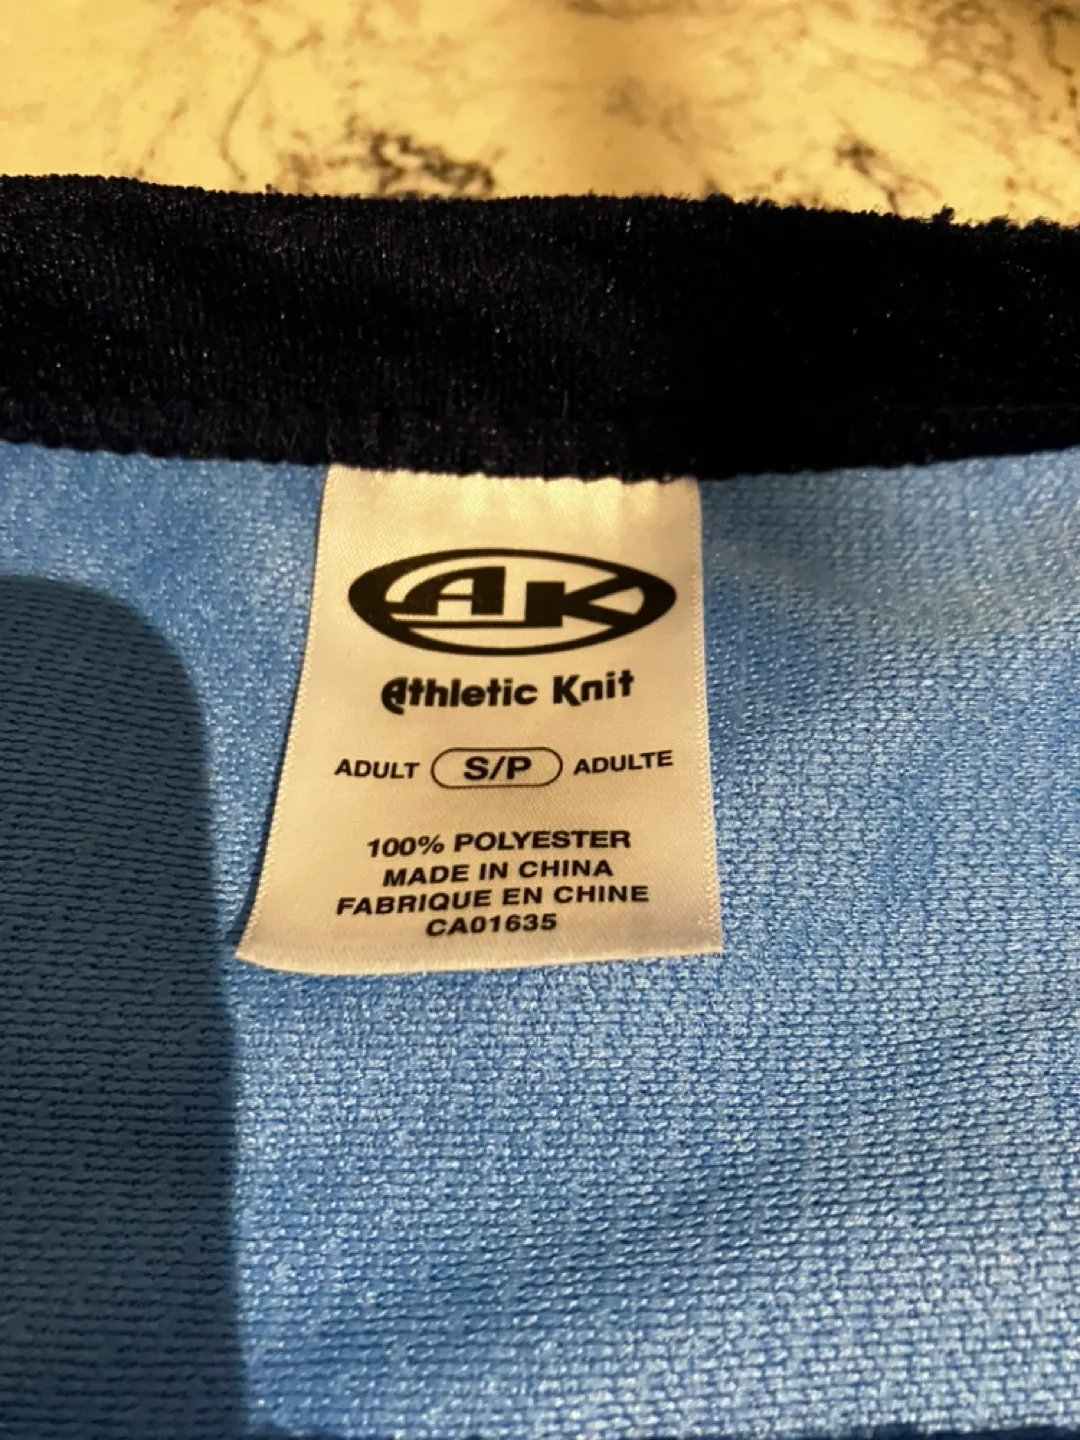 AK
Athletic Knit
ADULT S/P ADULTE
100% POLYESTER
MADE IN CHINA
FABRIQUE EN CHINE
CA01635